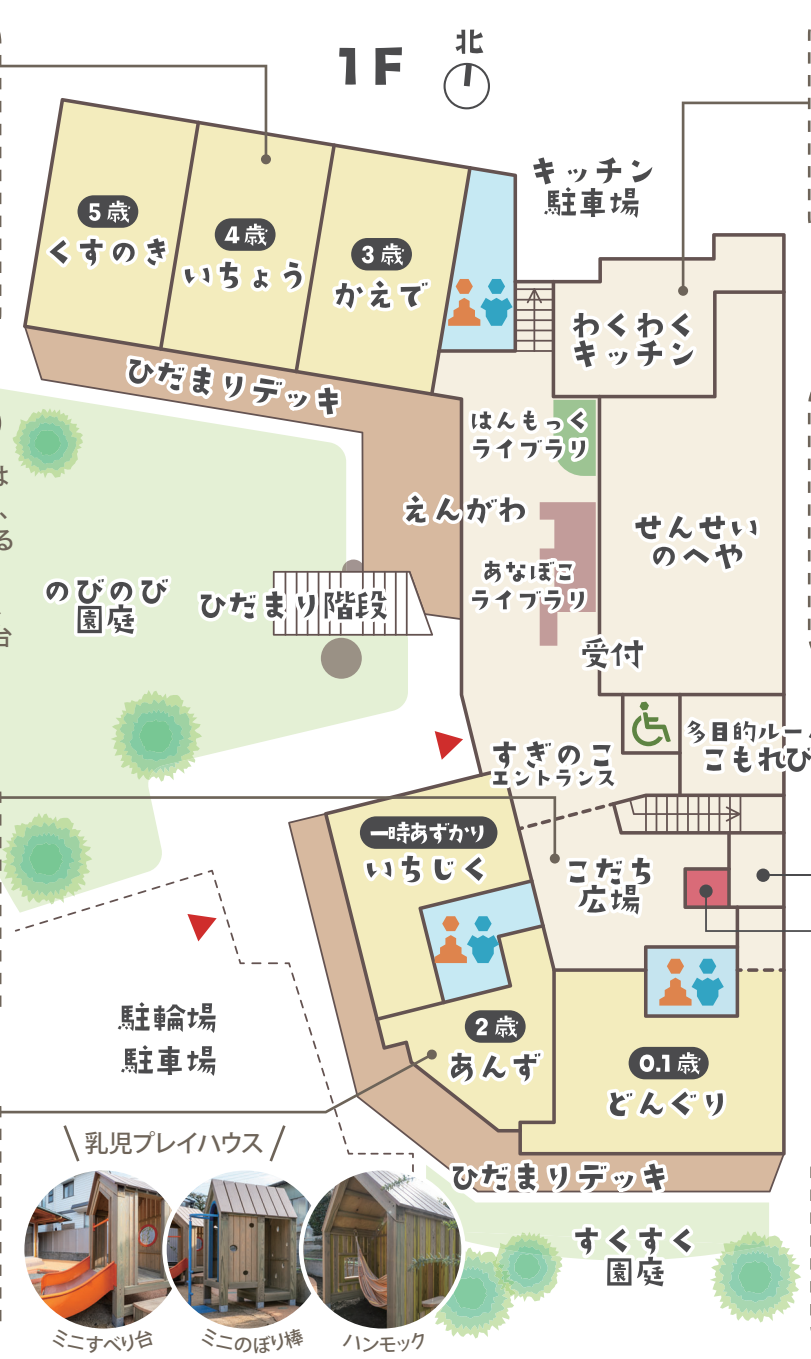 1F
北
キッチン
駐車場
5歳
くすのき
4歳
いちょう
3歳
かえで
わくわく
キッチン
ひだまりデッキ
はんもっく
ライブラリ
えんがわ
せんせい
のへや
あなぽこ
ライブラリ
のびのび
園庭
ひだまり階段
受付
は
、
る
台
多目的ルー
こもれび
すぎのこ
エントランス
一時あずかり
いちじく
こだち
広場
駐輪場
駐車場
2歳
あんず
0.1歳
どんぐり
乳児プレイハウス
ひだまりデッキ
すくすく
園庭
ミニすべり台
ミニのぼり棒
ハンモック